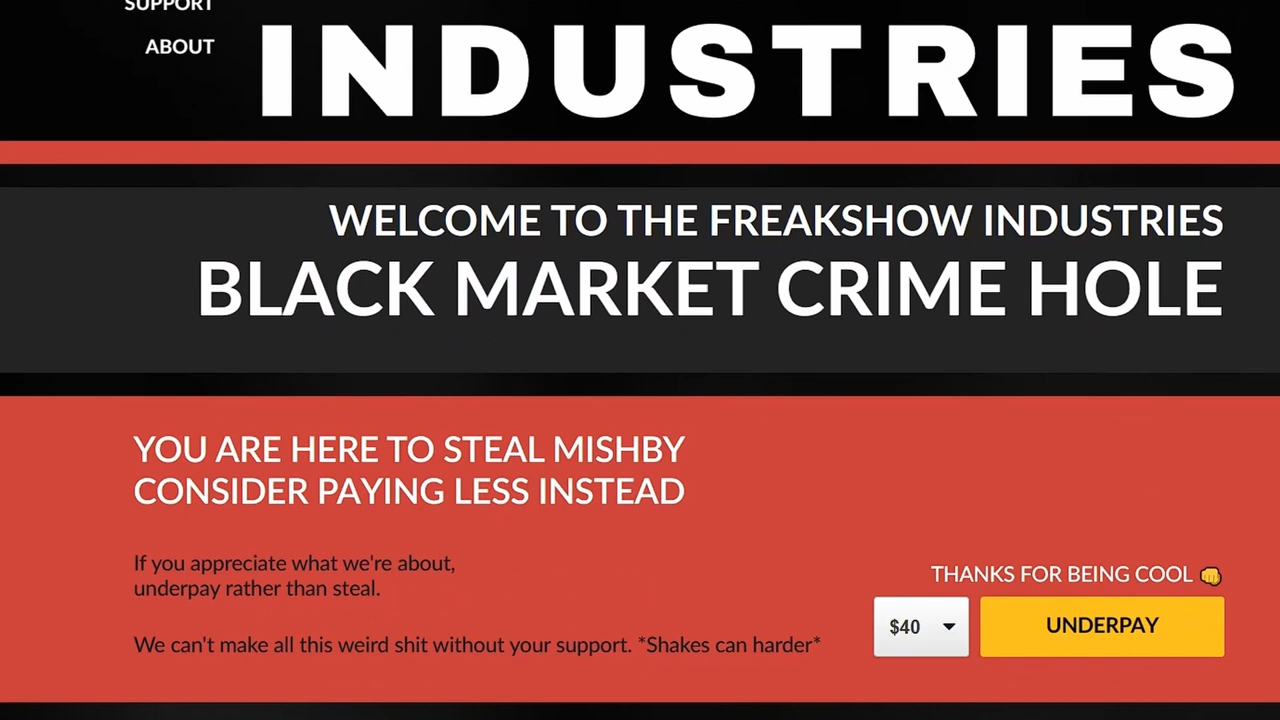 SUPPORT
ABOUT
INDUSTRIES
WELCOME TO THE FREAKSHOW INDUSTRIES
BLACK MARKET CRIME HOLE
YOU ARE HERE TO STEAL MISHBY
CONSIDER PAYING LESS INSTEAD
If you appreciate what we're about,
underpay rather than steal.
We can't make all this weird shit without your support. *Shakes can harder*
THANKS FOR BEING COOL 👊
$40
UNDERPAY